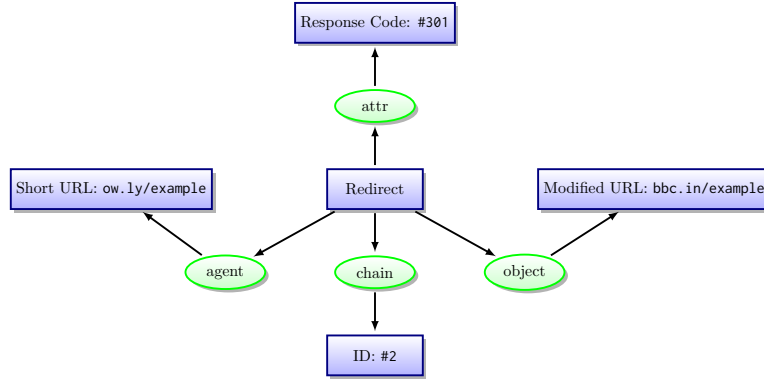 Response Code: #301
attr
Short URL: ow.ly/example
Redirect
Modified URL: bbc.in/example
agent
chain
object
ID: #2